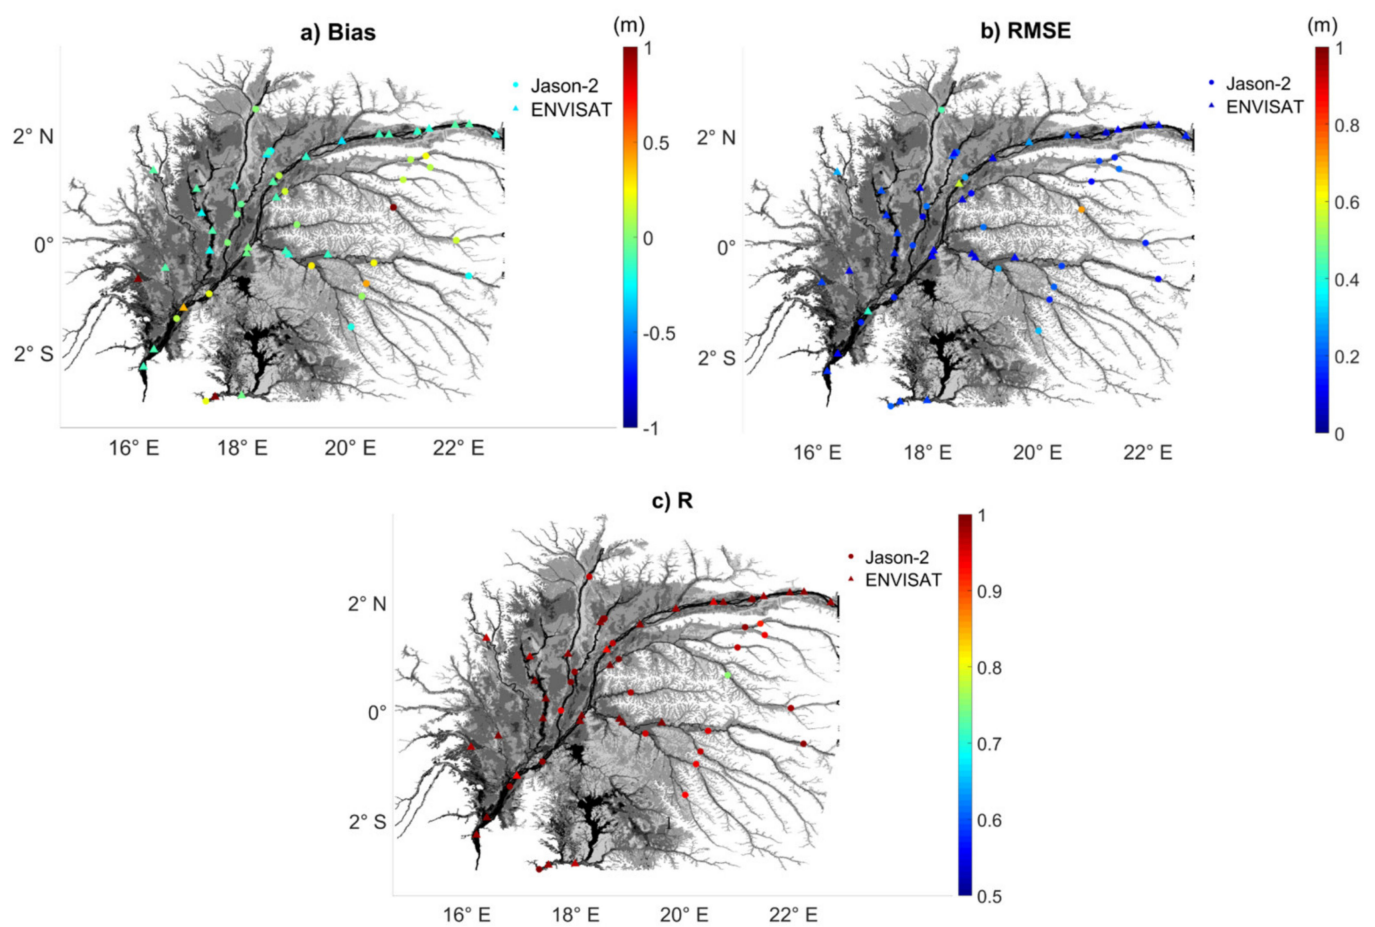 a) Bias
(m)
1
0.5
0
-0.5
-1
Jason-2
ENVISAT
2° N
0°
2° S
16° E
18° E
20° E
22° E
b) RMSE
(m)
1
0.8
0.6
0.4
0.2
0
Jason-2
ENVISAT
2° N
0°
2° S
16° E
18° E
20° E
22° E
c) R
1
0.9
0.8
0.7
0.6
0.5
Jason-2
ENVISAT
2° N
0°
2° S
16° E
18° E
20° E
22° E